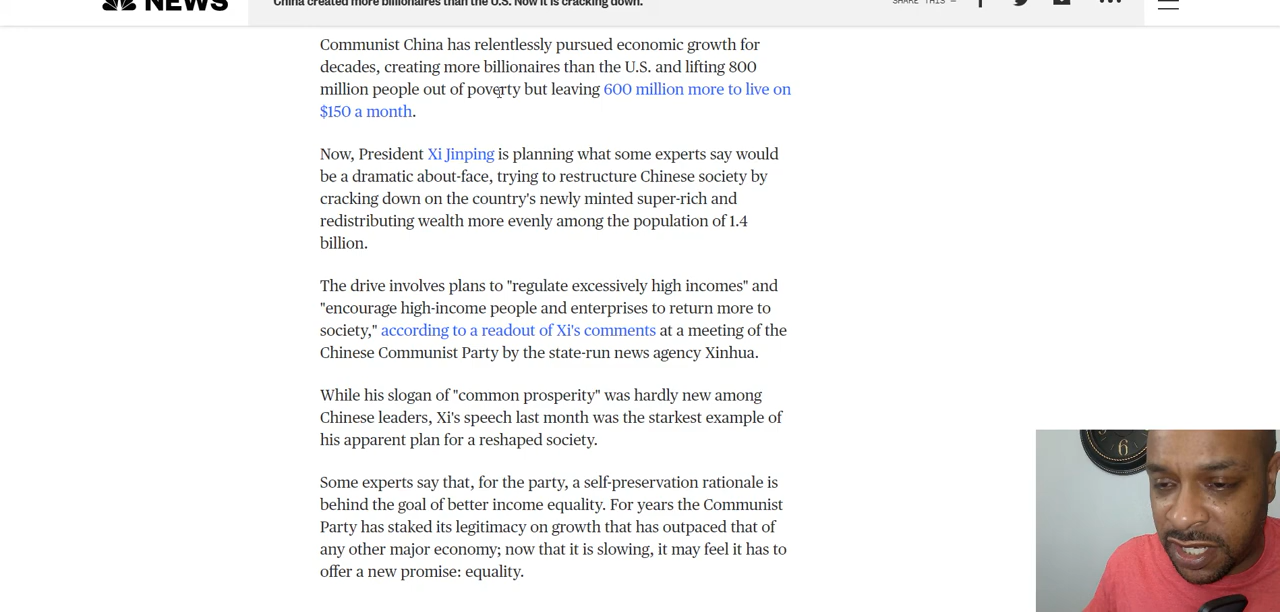 NEWS
China created more billionaires than the U.S. Now it is cracking down.
SHARE THIS —
Communist China has relentlessly pursued economic growth for
decades, creating more billionaires than the U.S. and lifting 800
million people out of poverty but leaving 600 million more to live on
$150 a month.
Now, President Xi Jinping is planning what some experts say would
be a dramatic about-face, trying to restructure Chinese society by
cracking down on the country's newly minted super-rich and
redistributing wealth more evenly among the population of 1.4
billion.
The drive involves plans to "regulate excessively high incomes" and
"encourage high-income people and enterprises to return more to
society," according to a readout of Xi's comments at a meeting of the
Chinese Communist Party by the state-run news agency Xinhua.
While his slogan of "common prosperity" was hardly new among
Chinese leaders, Xi's speech last month was the starkest example of
his apparent plan for a reshaped society.
Some experts say that, for the party, a self-preservation rationale is
behind the goal of better income equality. For years the Communist
Party has staked its legitimacy on growth that has outpaced that of
any other major economy; now that it is slowing, it may feel it has to
offer a new promise: equality.
6